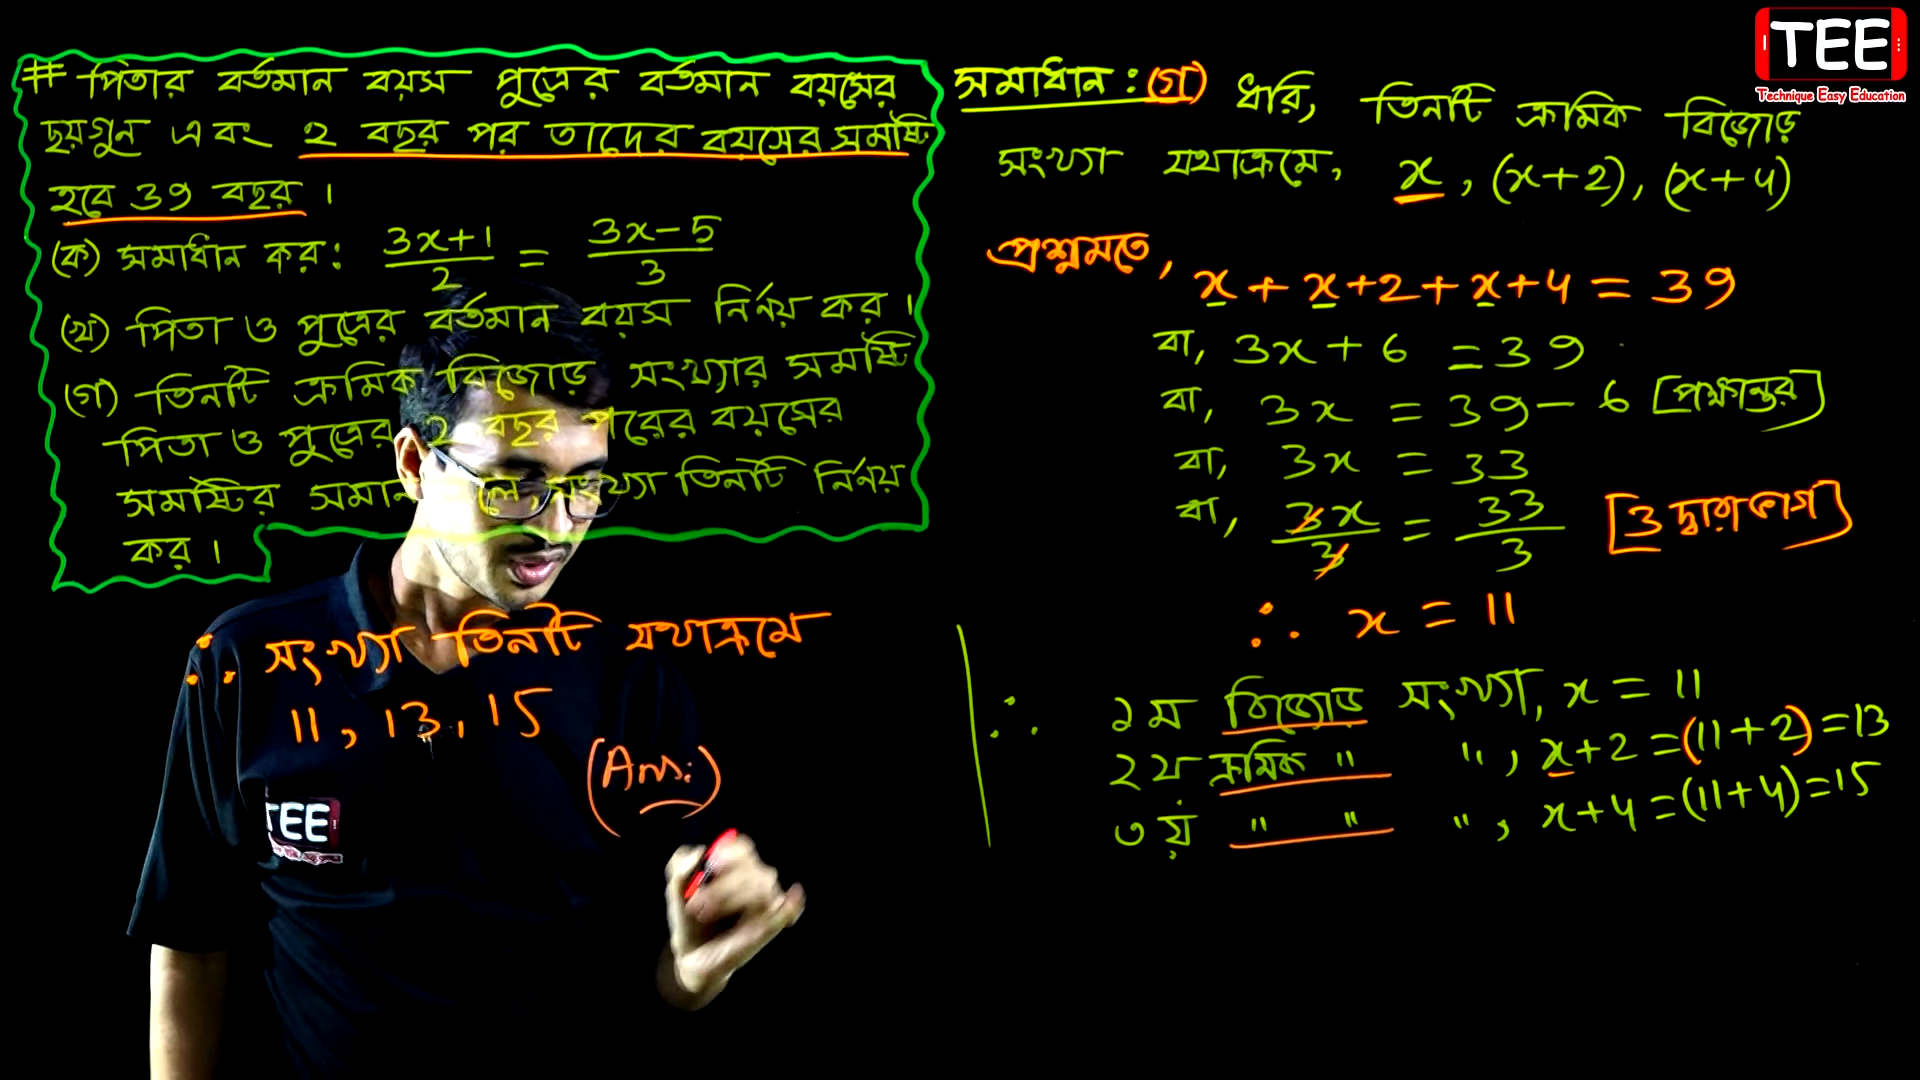 # পিতার বর্তমান বয়স পুত্রের বর্তমান বয়সের
ছয়গুন এবং ২ বছর পর তাদের বয়সের সমষ্টি
হবে 39 বছর ।
(ক) সমাধান কর: (3x+1)/2 = (3x-5)/3
(খ) পিতা ও পুত্রের বর্তমান বয়স নির্ণয় কর ।
(গ) তিনটি ক্রমিক বিজোড় সংখ্যার সমষ্টি
পিতা ও পুত্রের ২ বছর পরের বয়সের
সমষ্টির সমান লে, সংখ্যা তিনটি নির্ণয়
কর ।
∴ সংখ্যা তিনটি যথাক্রমে
11, 13, 15
(Ans:)
TEE
সমাধান : (গ) ধরি, তিনটি ক্রমিক বিজোড়
সংখ্যা যথাক্রমে, x, (x+2), (x+4)
প্রশ্নমতে, x + x+2 + x+4 = 39
বা, 3x + 6 = 39
বা, 3x = 39 - 6 [পক্ষান্তর]
বা, 3x = 33
বা, 3x/3 = 33/3 [3 দ্বারা ভাগ]
∴ x = 11
∴ ১ম বিজোড় সংখ্যা, x = 11
২য় ক্রমিক " ", x+2 = (11+2) = 13
৩য় " " ", x+4 = (11+4) = 15
TEE
Technique Easy Education